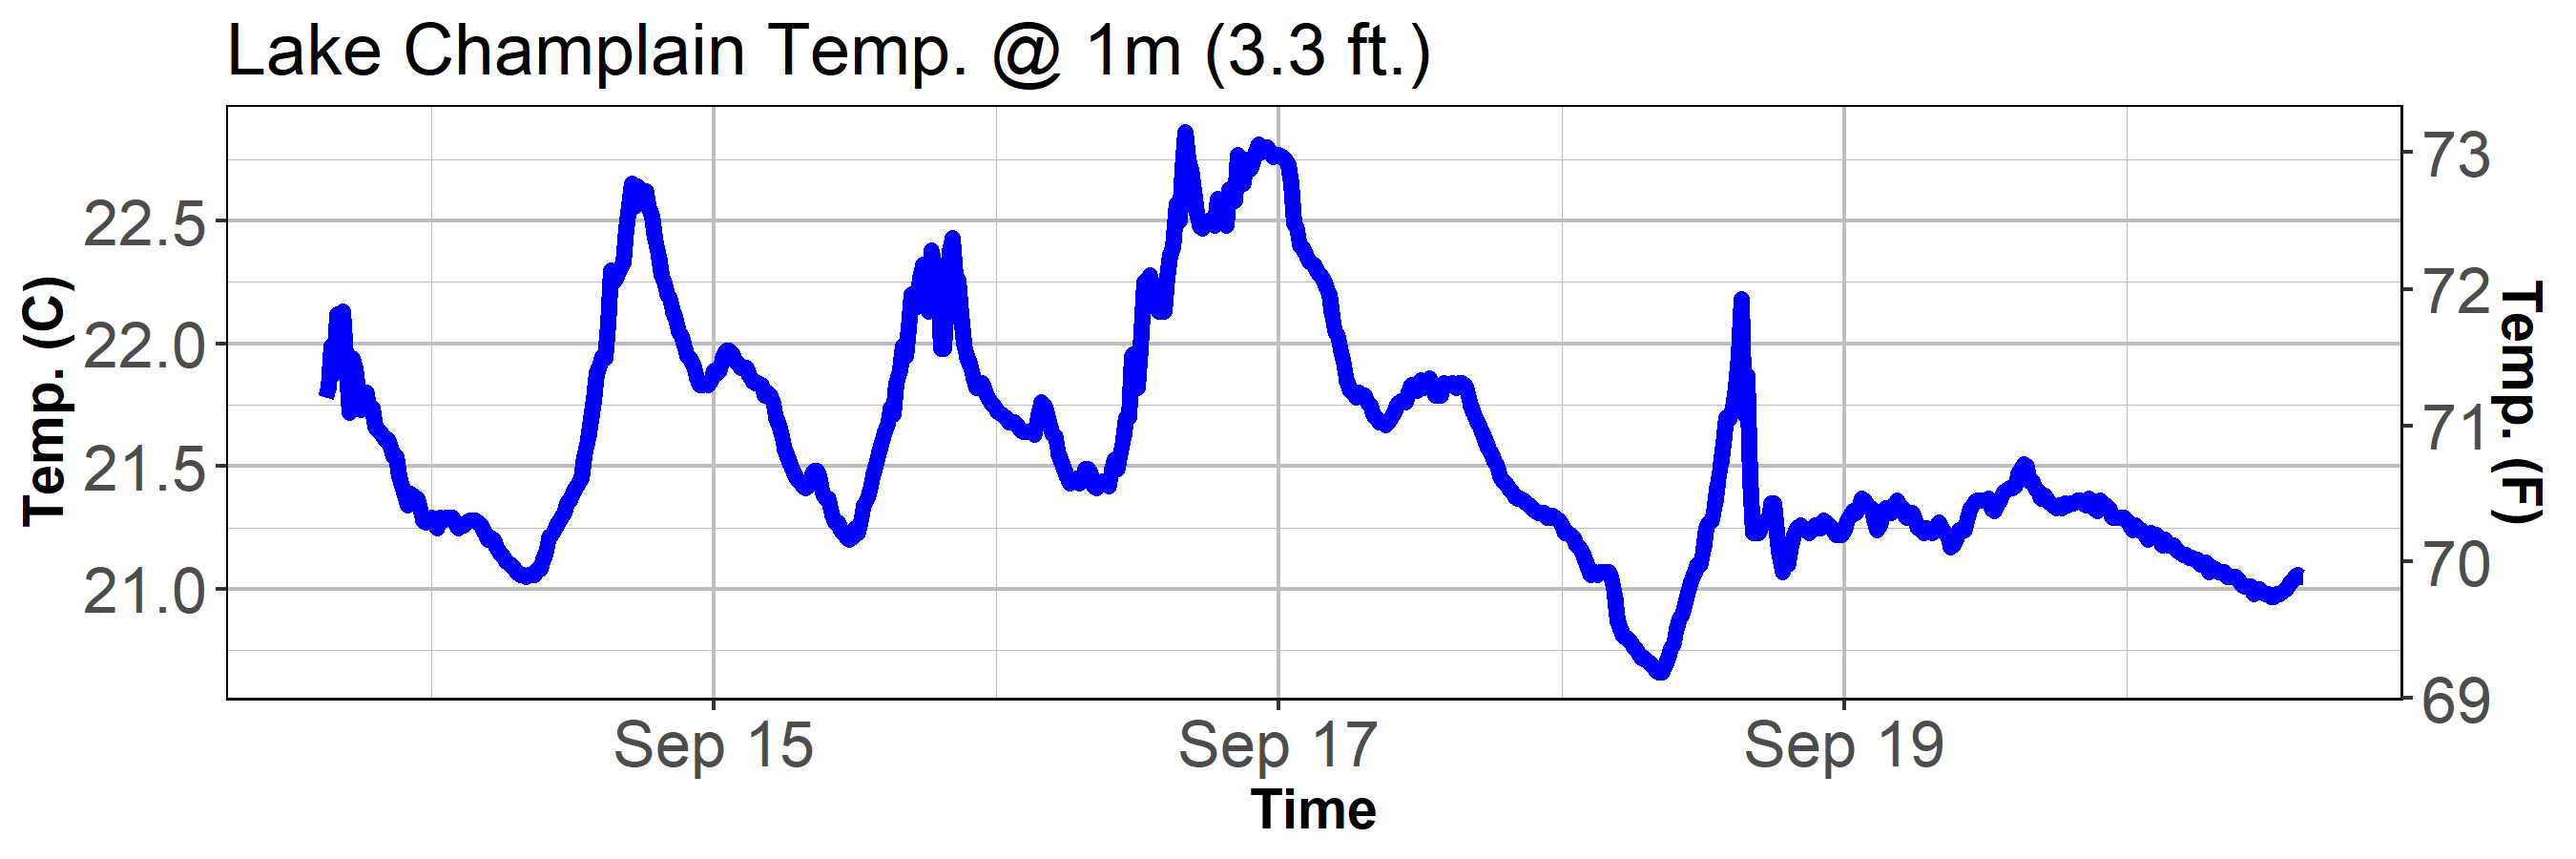 Lake Champlain Temp. @ 1m (3.3 ft.)
Temp. (C)
22.5
22.0
21.5
21.0
73
72
71
70
69
Temp. (F)
Sep 15
Sep 17
Sep 19
Time